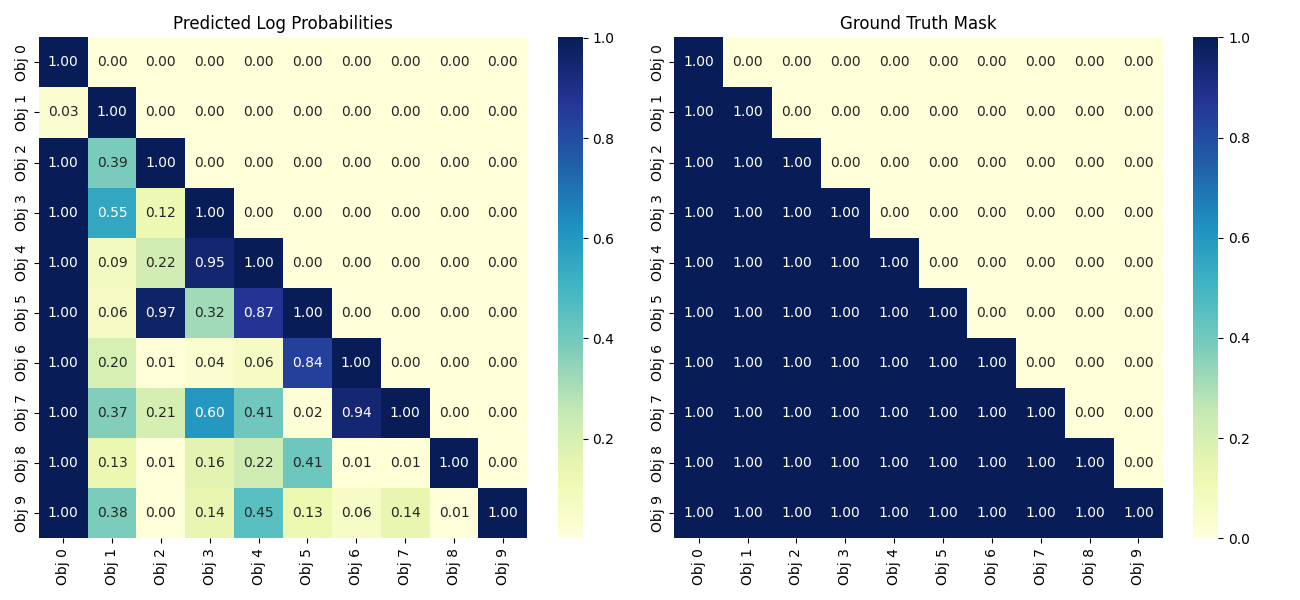 Predicted Log Probabilities
Obj 0 1.00 0.00 0.00 0.00 0.00 0.00 0.00 0.00 0.00 0.00
Obj 1 0.03 1.00 0.00 0.00 0.00 0.00 0.00 0.00 0.00 0.00
Obj 2 1.00 0.39 1.00 0.00 0.00 0.00 0.00 0.00 0.00 0.00
Obj 3 1.00 0.55 0.12 1.00 0.00 0.00 0.00 0.00 0.00 0.00
Obj 4 1.00 0.09 0.22 0.95 1.00 0.00 0.00 0.00 0.00 0.00
Obj 5 1.00 0.06 0.97 0.32 0.87 1.00 0.00 0.00 0.00 0.00
Obj 6 1.00 0.20 0.01 0.04 0.06 0.84 1.00 0.00 0.00 0.00
Obj 7 1.00 0.37 0.21 0.60 0.41 0.02 0.94 1.00 0.00 0.00
Obj 8 1.00 0.13 0.01 0.16 0.22 0.41 0.01 0.01 1.00 0.00
Obj 9 1.00 0.38 0.00 0.14 0.45 0.13 0.06 0.14 0.01 1.00
Obj 0 Obj 1 Obj 2 Obj 3 Obj 4 Obj 5 Obj 6 Obj 7 Obj 8 Obj 9
1.0
0.8
0.6
0.4
0.2
Ground Truth Mask
Obj 0 1.00 0.00 0.00 0.00 0.00 0.00 0.00 0.00 0.00 0.00
Obj 1 1.00 1.00 0.00 0.00 0.00 0.00 0.00 0.00 0.00 0.00
Obj 2 1.00 1.00 1.00 0.00 0.00 0.00 0.00 0.00 0.00 0.00
Obj 3 1.00 1.00 1.00 1.00 0.00 0.00 0.00 0.00 0.00 0.00
Obj 4 1.00 1.00 1.00 1.00 1.00 0.00 0.00 0.00 0.00 0.00
Obj 5 1.00 1.00 1.00 1.00 1.00 1.00 0.00 0.00 0.00 0.00
Obj 6 1.00 1.00 1.00 1.00 1.00 1.00 1.00 0.00 0.00 0.00
Obj 7 1.00 1.00 1.00 1.00 1.00 1.00 1.00 1.00 0.00 0.00
Obj 8 1.00 1.00 1.00 1.00 1.00 1.00 1.00 1.00 1.00 0.00
Obj 9 1.00 1.00 1.00 1.00 1.00 1.00 1.00 1.00 1.00 1.00
Obj 0 Obj 1 Obj 2 Obj 3 Obj 4 Obj 5 Obj 6 Obj 7 Obj 8 Obj 9
1.0
0.8
0.6
0.4
0.2
0.0